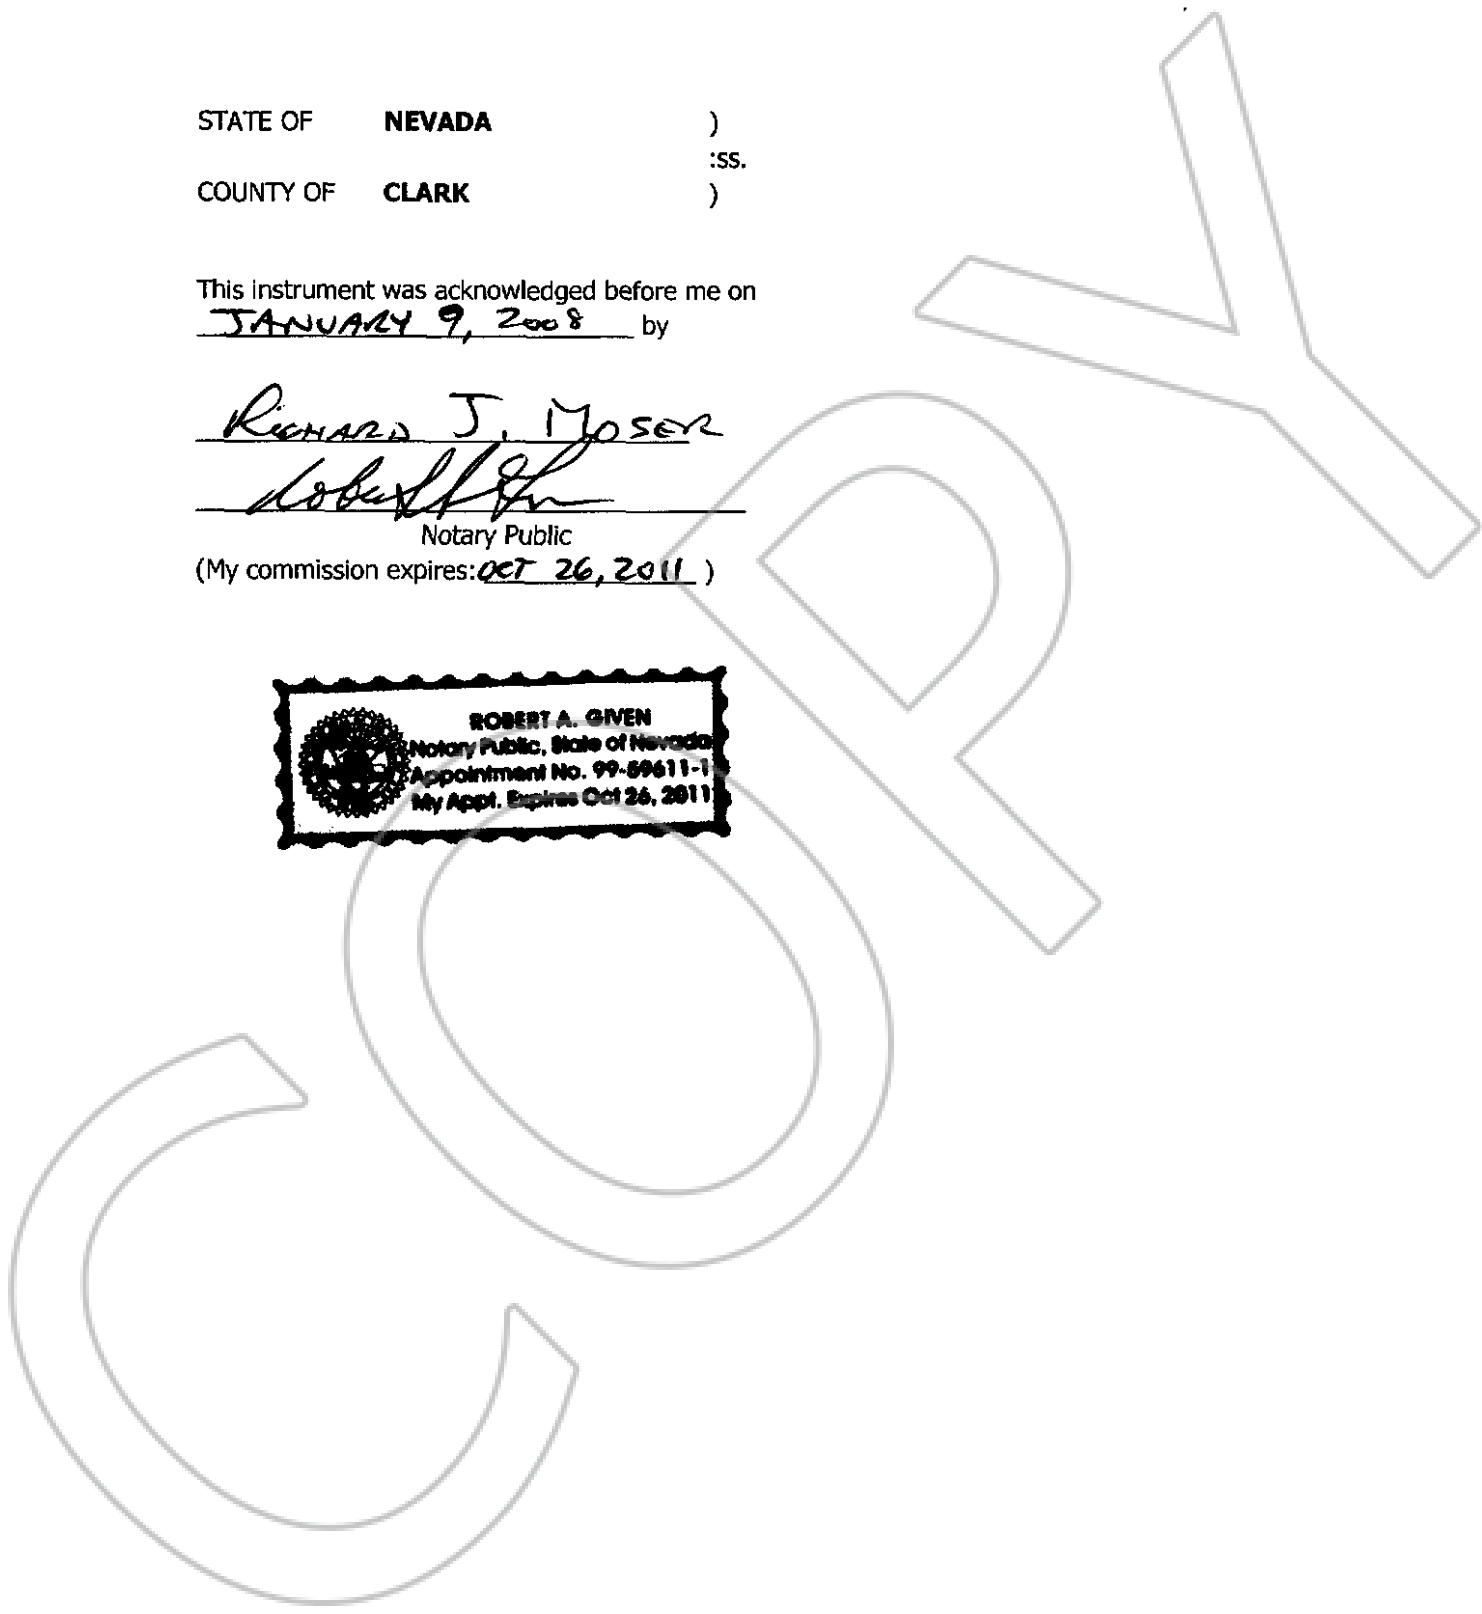 STATE OF NEVADA )
:ss.
COUNTY OF CLARK )
This instrument was acknowledged before me on
JANUARY 9, 2008 by
RICHARD J. MOSER
Notary Public
(My commission expires: OCT 26, 2011 )
ROBERT A. GIVEN
Notary Public, State of Nevada
Appointment No. 99-59611-1
My Appt. Expires Oct 26, 2011
COPY